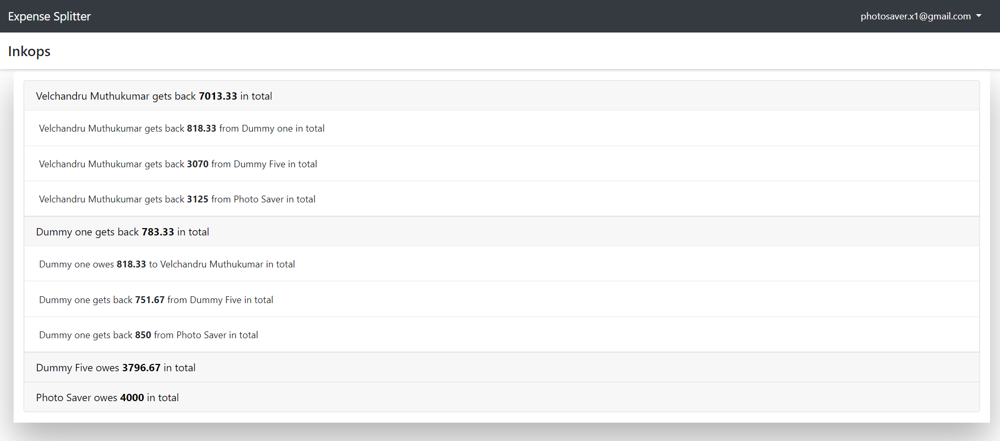 Expense Splitter
photosaver.x1@gmail.com
Inkops
Velchandru Muthukumar gets back 7013.33 in total
Velchandru Muthukumar gets back 818.33 from Dummy one in total
Velchandru Muthukumar gets back 3070 from Dummy Five in total
Velchandru Muthukumar gets back 3125 from Photo Saver in total
Dummy one gets back 783.33 in total
Dummy one owes 818.33 to Velchandru Muthukumar in total
Dummy one gets back 751.67 from Dummy Five in total
Dummy one gets back 850 from Photo Saver in total
Dummy Five owes 3796.67 in total
Photo Saver owes 4000 in total